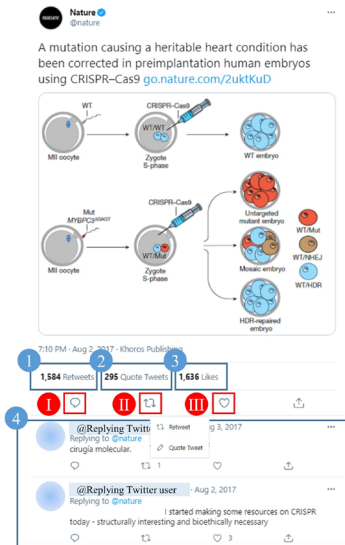 Nature
@nature
A mutation causing a heritable heart condition has
been corrected in preimplantation human embryos
using CRISPR–Cas9 go.nature.com/2uktKuD
WT
CRISPR–Cas9
WT/WT
MII oocyte
Zygote
S-phase
WT embryo
CRISPR–Cas9
Mut
MYBPC3ΔGAGT
WT/Mut
MII oocyte
Zygote
S-phase
Untargeted
mutant embryo
WT/Mut
Mosaic embryo
WT/NHEJ
WT/HDR
HDR-repaired
embryo
7:10 PM · Aug 2, 2017 · Khoros Publishing
1 2 3
1,584 Retweets 295 Quote Tweets 1,636 Likes
I II III
4
@Replying Twitte
g 3, 2017
Retweet
Replying to @nature
cirugía molecular.
Quote Tweet
1
@Replying Twitter user · Aug 2, 2017
Replying to @nature
I started making some resources on CRISPR
today - structurally interesting and bioethically necessary
3